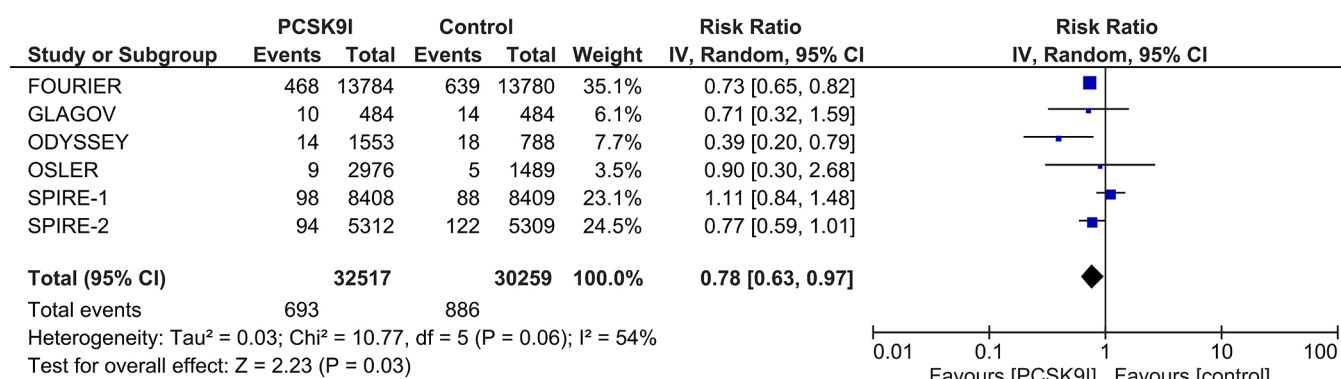 PCSK9I Control Risk Ratio Risk Ratio
Study or Subgroup Events Total Events Total Weight IV, Random, 95% CI IV, Random, 95% CI
FOURIER 468 13784 639 13780 35.1% 0.73 [0.65, 0.82]
GLAGOV 10 484 14 484 6.1% 0.71 [0.32, 1.59]
ODYSSEY 14 1553 18 788 7.7% 0.39 [0.20, 0.79]
OSLER 9 2976 5 1489 3.5% 0.90 [0.30, 2.68]
SPIRE-1 98 8408 88 8409 23.1% 1.11 [0.84, 1.48]
SPIRE-2 94 5312 122 5309 24.5% 0.77 [0.59, 1.01]
Total (95% CI) 32517 30259 100.0% 0.78 [0.63, 0.97]
Total events 693 886
Heterogeneity: Tau² = 0.03; Chi² = 10.77, df = 5 (P = 0.06); I² = 54%
Test for overall effect: Z = 2.23 (P = 0.03)
0.01 0.1 1 10 100
Favours [PCSK9I] Favours [control]